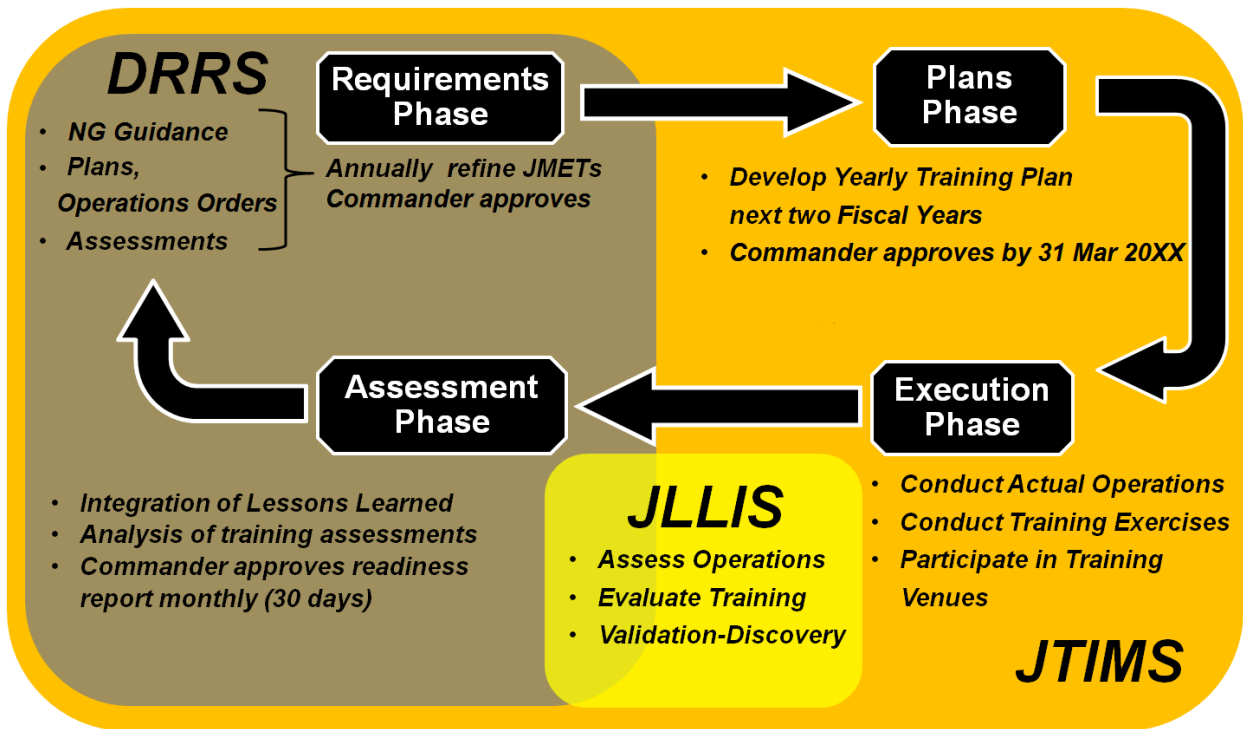 DRRS
• NG Guidance
• Plans,
Operations Orders
• Assessments
Requirements
Phase
Annually refine JMETs
Commander approves
Plans
Phase
• Develop Yearly Training Plan
next two Fiscal Years
• Commander approves by 31 Mar 20XX
Execution
Phase
• Conduct Actual Operations
• Conduct Training Exercises
• Participate in Training
Venues
JTIMS
JLLIS
• Assess Operations
• Evaluate Training
• Validation-Discovery
Assessment
Phase
• Integration of Lessons Learned
• Analysis of training assessments
• Commander approves readiness
report monthly (30 days)